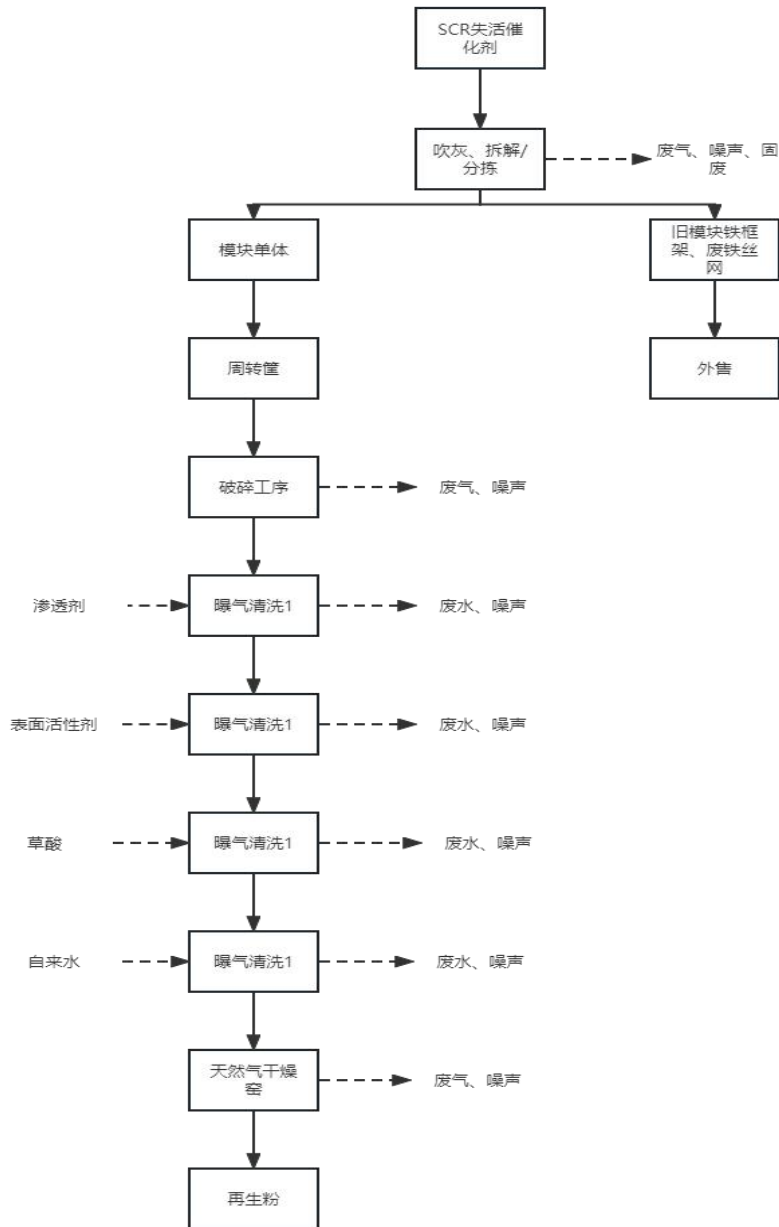 SCR失活催
化剂
吹灰、拆解/
分拣
废气、噪声、固
废
模块单体
旧模块铁框
架、废铁丝
网
周转筐
外售
破碎工序
废气、噪声
渗透剂
曝气清洗1
废水、噪声
表面活性剂
曝气清洗1
废水、噪声
草酸
曝气清洗1
废水、噪声
自来水
曝气清洗1
废水、噪声
天然气干燥
窑
废气、噪声
再生粉